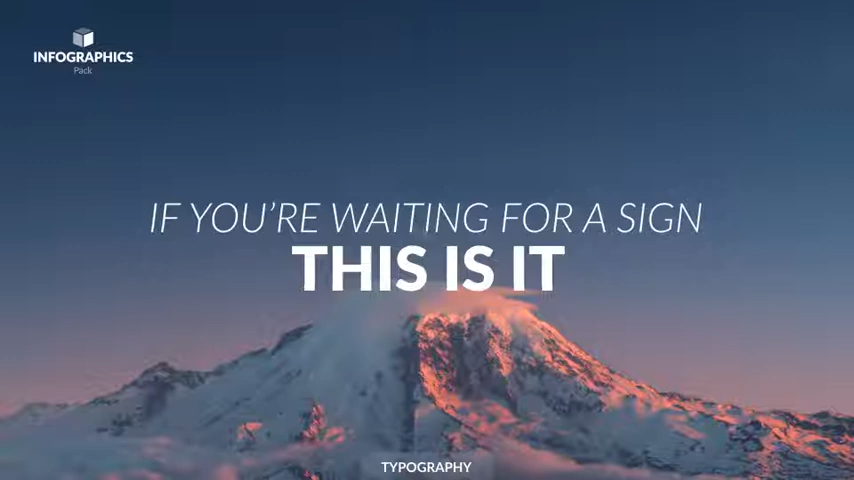 INFOGRAPHICS
Pack
IF YOU’RE WAITING FOR A SIGN
THIS IS IT
TYPOGRAPHY